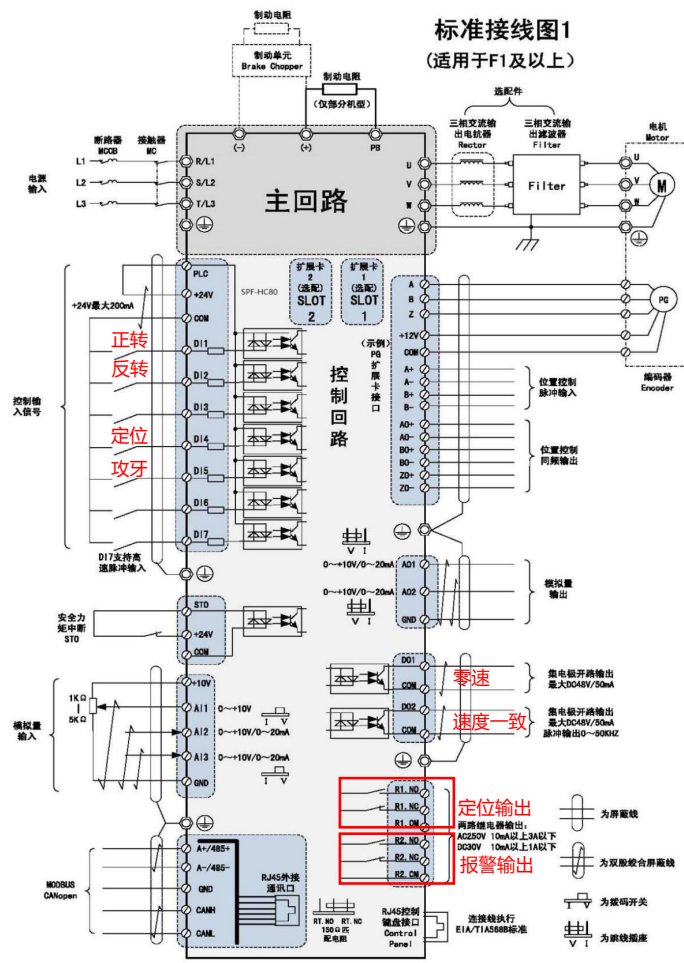 标准接线图1
(适用于F1及以上)
制动电阻
制动单元
Brake Chopper
制动电阻
(仅部分机型)
选配件
三相交流输
出电抗器
Rector
三相交流输
出滤波器
Filter
电机
Motor
断路器
MCCB
接触器
MC
(-)
(+)
PB
电源
输入
L1
L2
L3
R/L1
S/L2
T/L3
主回路
U
V
W
Filter
U
V
W
M
PLC
+24V
COM
+24V最大200mA
SPF-HC80
扩展卡
2
(选配)
SLOT
2
扩展卡
1
(选配)
SLOT
1
A
B
Z
+12V
COM
PG
编码器
Encoder
(示例)
PG
扩
展
卡
接
口
控制回路
控制输
入信号
正转
DI1
反转
DI2
DI3
定位
DI4
攻牙
DI5
DI6
DI7
DI7支持高
速脉冲输入
A+
A-
B+
B-
位置控制
脉冲输入
AO+
AO-
BO+
BO-
ZO+
ZO-
位置控制
同频输出
V I
0~+10V/0~20mA
AO1
0~+10V/0~20mA
AO2
V I
GND
模拟量
输出
安全力
矩中断
STO
STO
+24V
COM
DO1
COM
零速
集电极开路输出
最大DC48V/50mA
DO2
COM
速度一致
集电极开路输出
最大DC48V/50mA
脉冲输出0~50KHZ
模拟量
输入
1KΩ
|
5KΩ
+10V
AI1
0~+10V
AI2
0~+10V/0~20mA
I V
AI3
0~+10V/0~20mA
GND
I V
R1.NO
R1.NC
R1.CM
定位输出
两路继电器输出:
AC250V 10mA以上3A以下
DC30V 10mA以上1A以下
R2.NO
R2.NC
R2.CM
报警输出
为屏蔽线
为双股绞合屏蔽线
I V
为拨码开关
V I
为跳线插座
MODBUS
CANopen
A+/485+
A-/485-
GND
CANH
CANL
RJ45外接
通讯口
RT.NO RT.NC
150Ω匹
配电阻
RJ45控制
键盘接口
Control
Panel
连接线执行
EIA/TIA568B标准